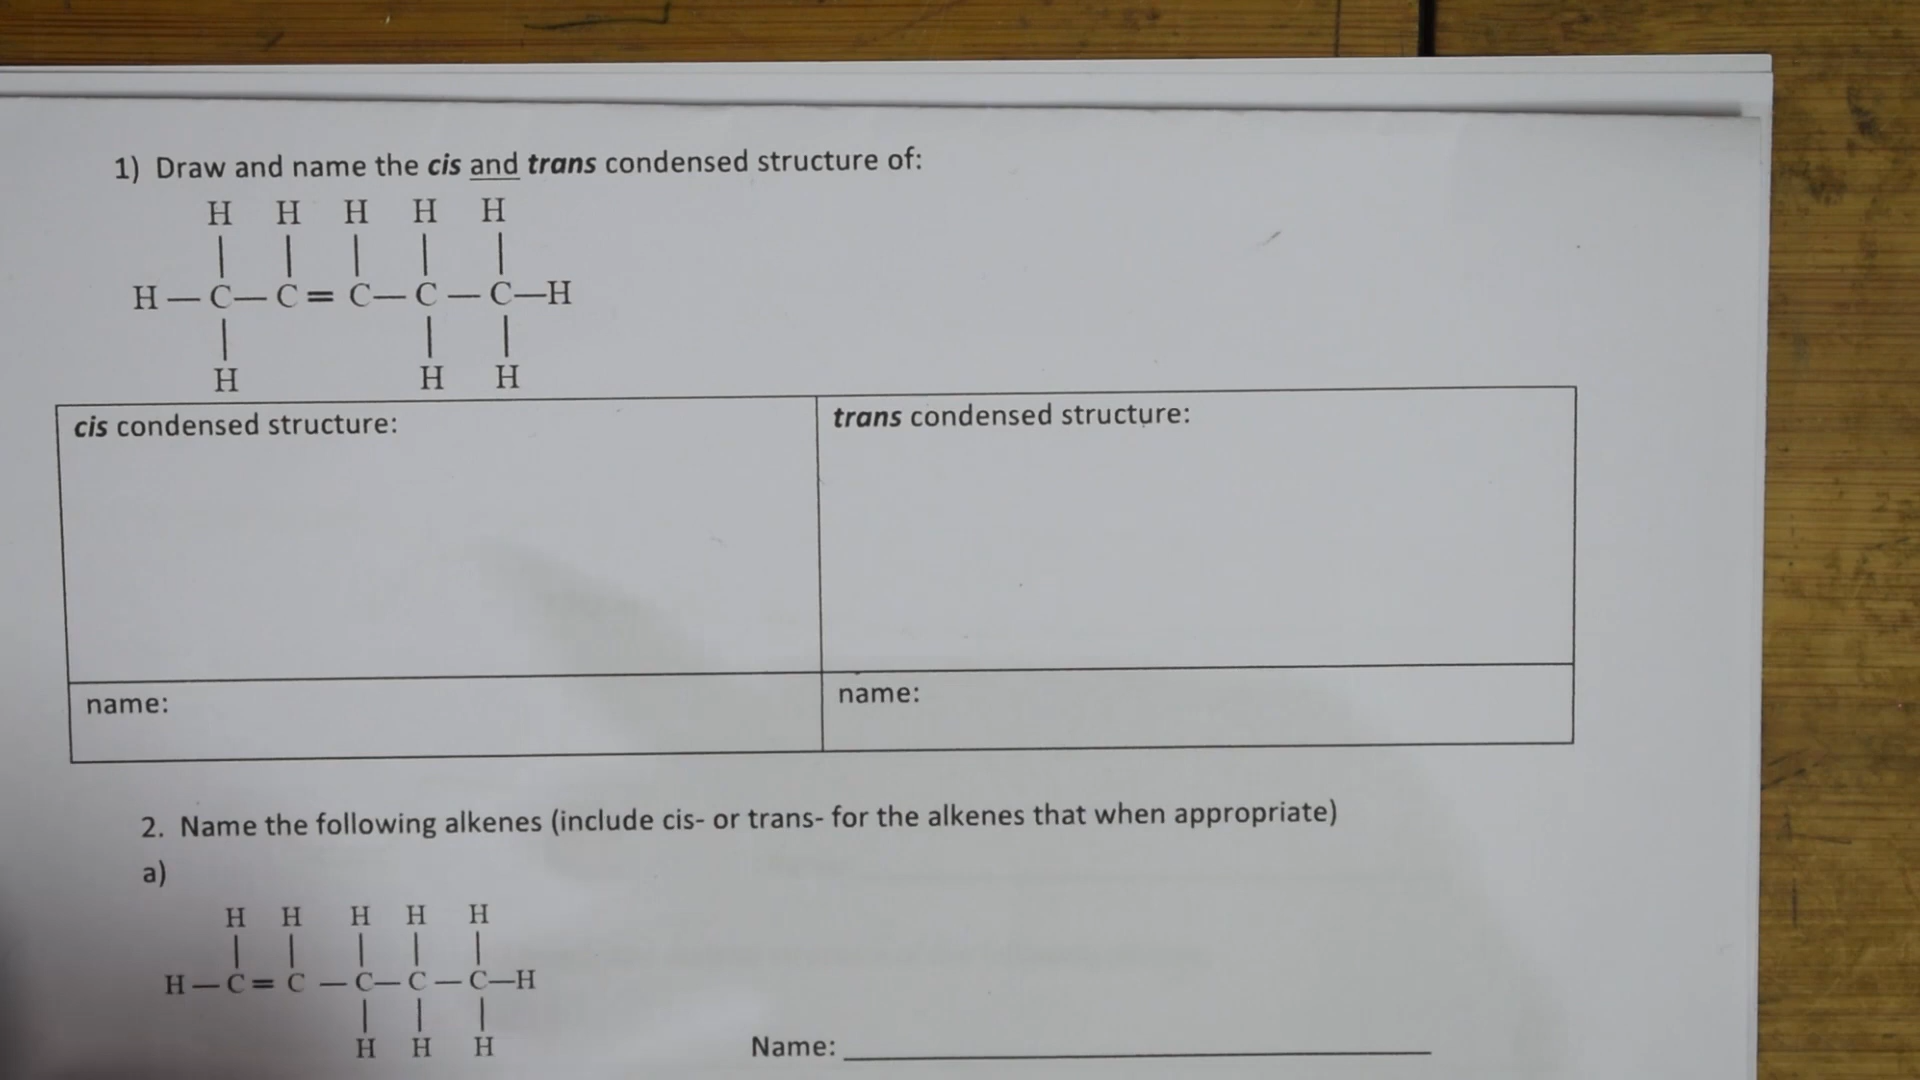 1) Draw and name the cis and trans condensed structure of:
H H H H H
| | | | |
H — C — C = C — C — C — H
| | |
H H H
cis condensed structure:
trans condensed structure:
name:
name:
2. Name the following alkenes (include cis- or trans- for the alkenes that when appropriate)
a)
H H H H H
| | | | |
H — C = C — C — C — C — H
| | |
H H H
Name: ____________________